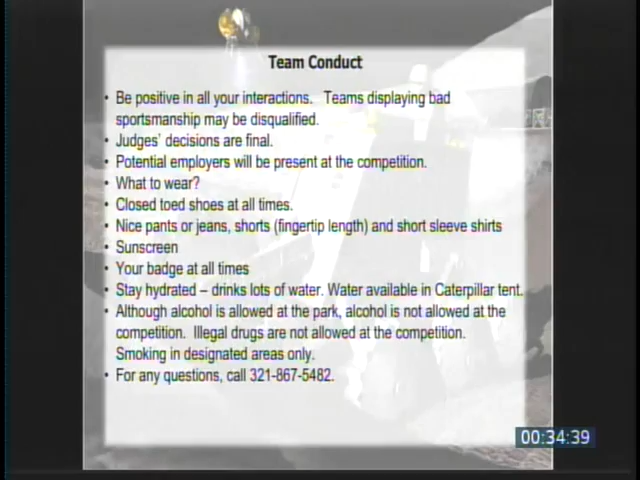 Team Conduct
• Be positive in all your interactions. Teams displaying bad
sportsmanship may be disqualified.
• Judges' decisions are final.
• Potential employers will be present at the competition.
• What to wear?
• Closed toed shoes at all times.
• Nice pants or jeans, shorts (fingertip length) and short sleeve shirts
• Sunscreen
• Your badge at all times
• Stay hydrated – drinks lots of water. Water available in Caterpillar tent.
• Although alcohol is allowed at the park, alcohol is not allowed at the
competition. Illegal drugs are not allowed at the competition.
Smoking in designated areas only.
• For any questions, call 321-867-5482.
00:34:39